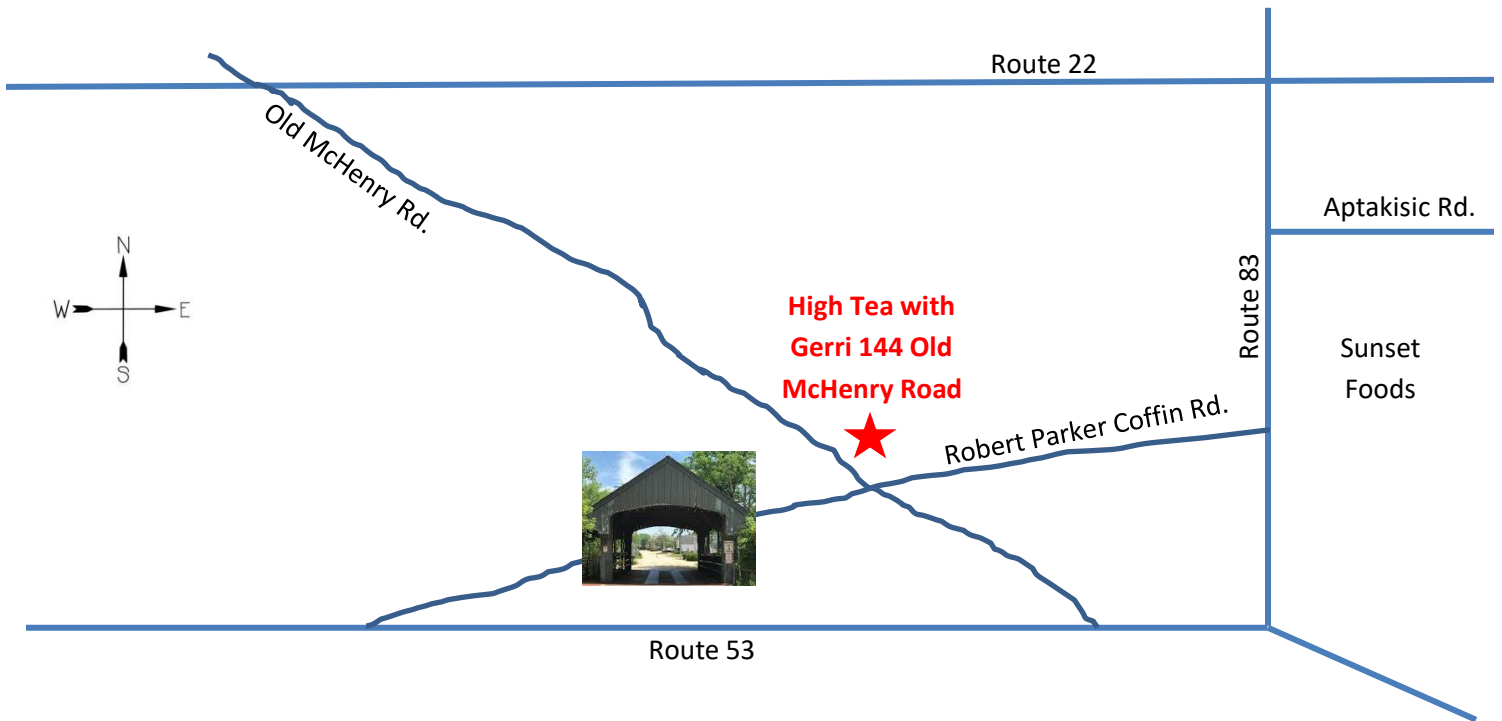 Route 22
Old McHenry Rd.
Aptakisic Rd.
N
W
E
S
Route 83
High Tea with
Gerri 144 Old
McHenry Road
Sunset
Foods
Robert Parker Coffin Rd.
Route 53